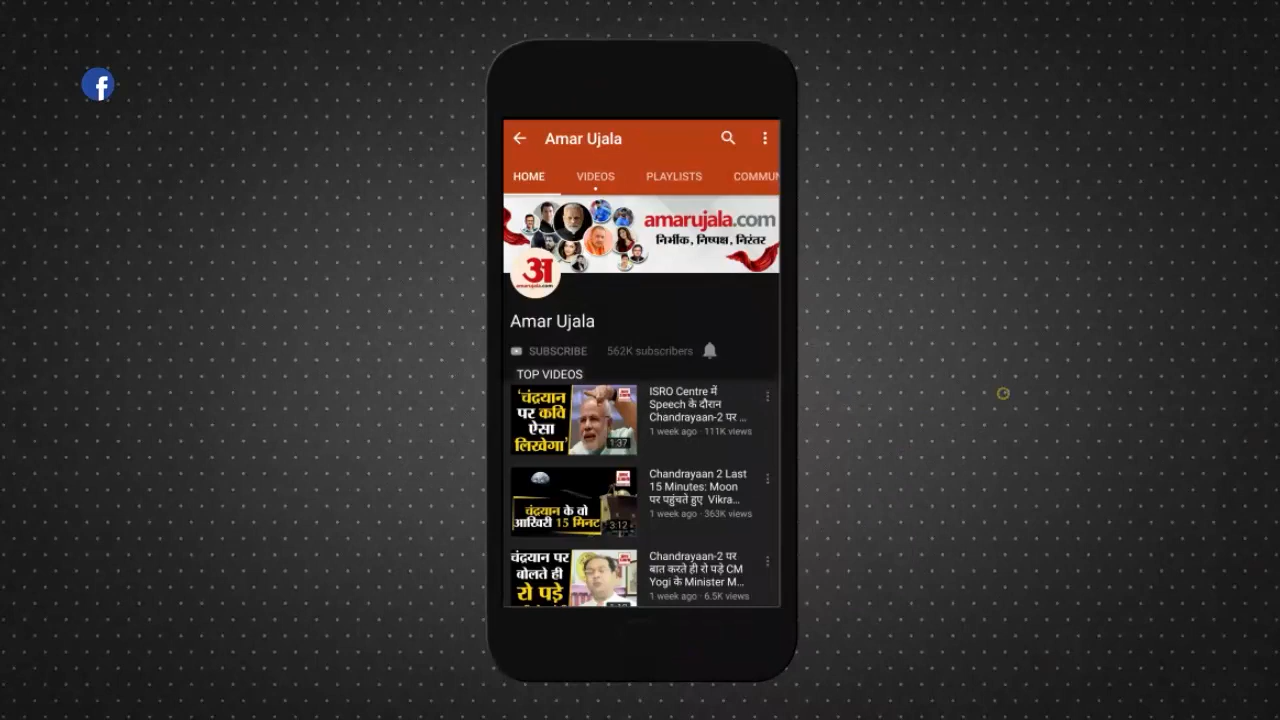 f
Amar Ujala
HOME VIDEOS PLAYLISTS COMMUN
amarujala.com
निर्भीक, निष्पक्ष, निरंतर
अ
amarujala.com
Amar Ujala
SUBSCRIBE 562K subscribers
TOP VIDEOS
'चंद्रयान
पर कवि
ऐसा
लिखेगा'
1:37
ISRO Centre में
Speech के दौरान
Chandrayaan-2 पर ...
1 week ago · 111K views
चंद्रयान के वो
आखिरी 15 मिनट
3:12
Chandrayaan 2 Last
15 Minutes: Moon
पर पहुंचते हुए Vikra...
1 week ago · 363K views
चंद्रयान पर
बोलते ही
रो पड़े
Chandrayaan-2 पर
बात करते ही रो पड़े CM
Yogi के Minister M...
1 week ago · 6.5K views